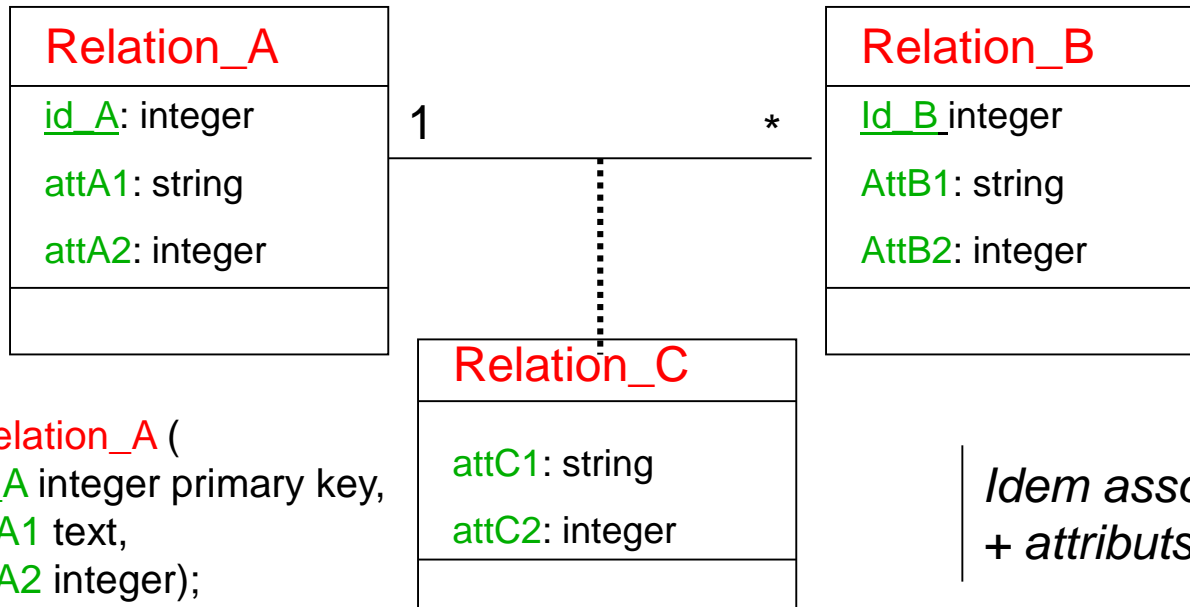 Relation_A
id_A: integer
attA1: string
attA2: integer
1
*
Relation_B
Id_B integer
AttB1: string
AttB2: integer
Relation_C
attC1: string
attC2: integer
elation_A (
_A integer primary key,
A1 text,
A2 integer);
Idem asso
+ attributs